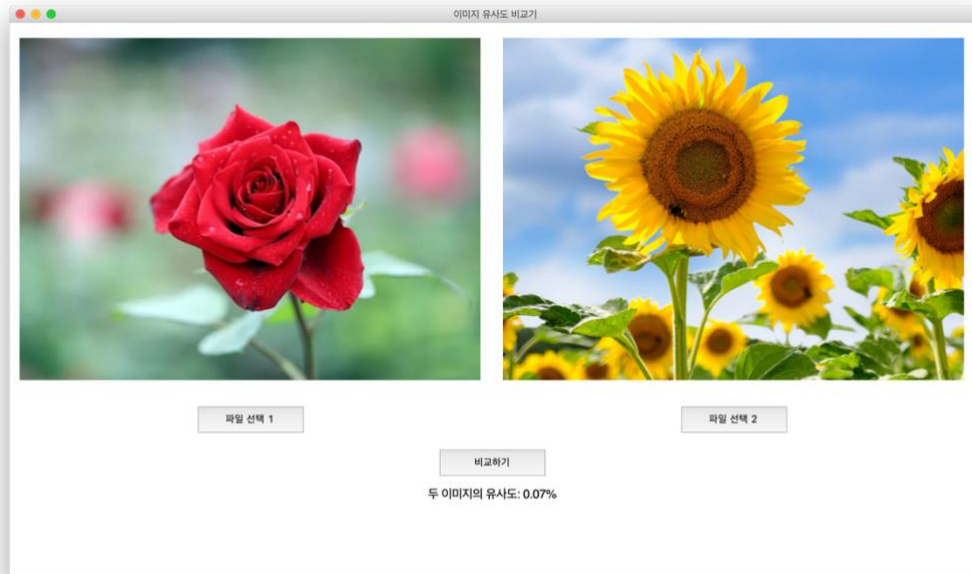 이미지 유사도 비교기
파일 선택 1
파일 선택 2
비교하기
두 이미지의 유사도: 0.07%